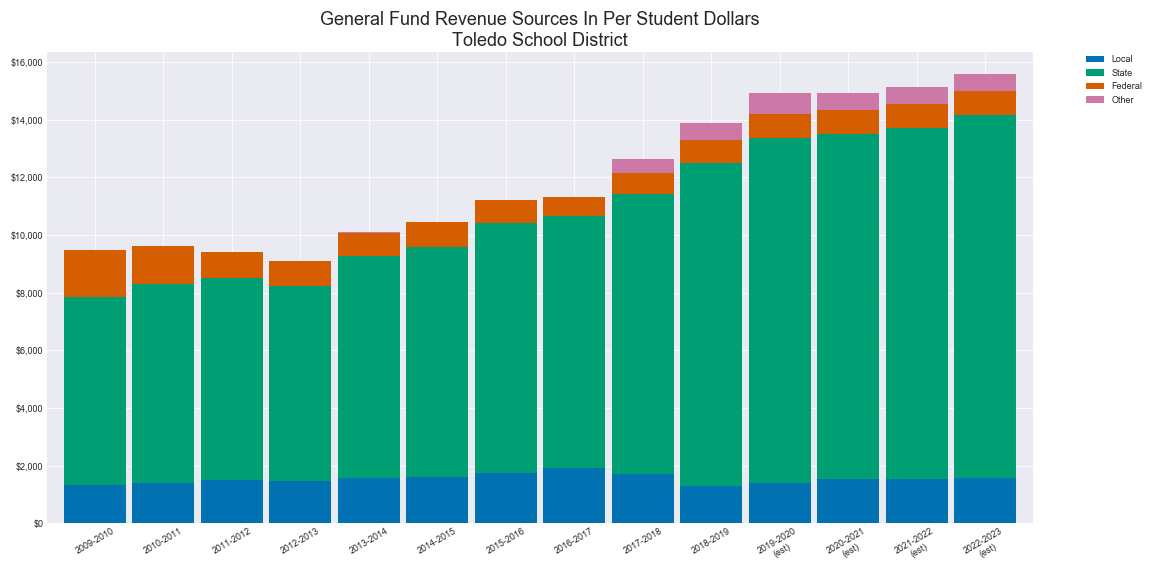 General Fund Revenue Sources In Per Student Dollars
Toledo School District
$16,000
$14,000
$12,000
$10,000
$8,000
$6,000
$4,000
$2,000
$0
2009-2010
2010-2011
2011-2012
2012-2013
2013-2014
2014-2015
2015-2016
2016-2017
2017-2018
2018-2019
2019-2020
(est)
2020-2021
(est)
2021-2022
(est)
2022-2023
(est)
Local
State
Federal
Other